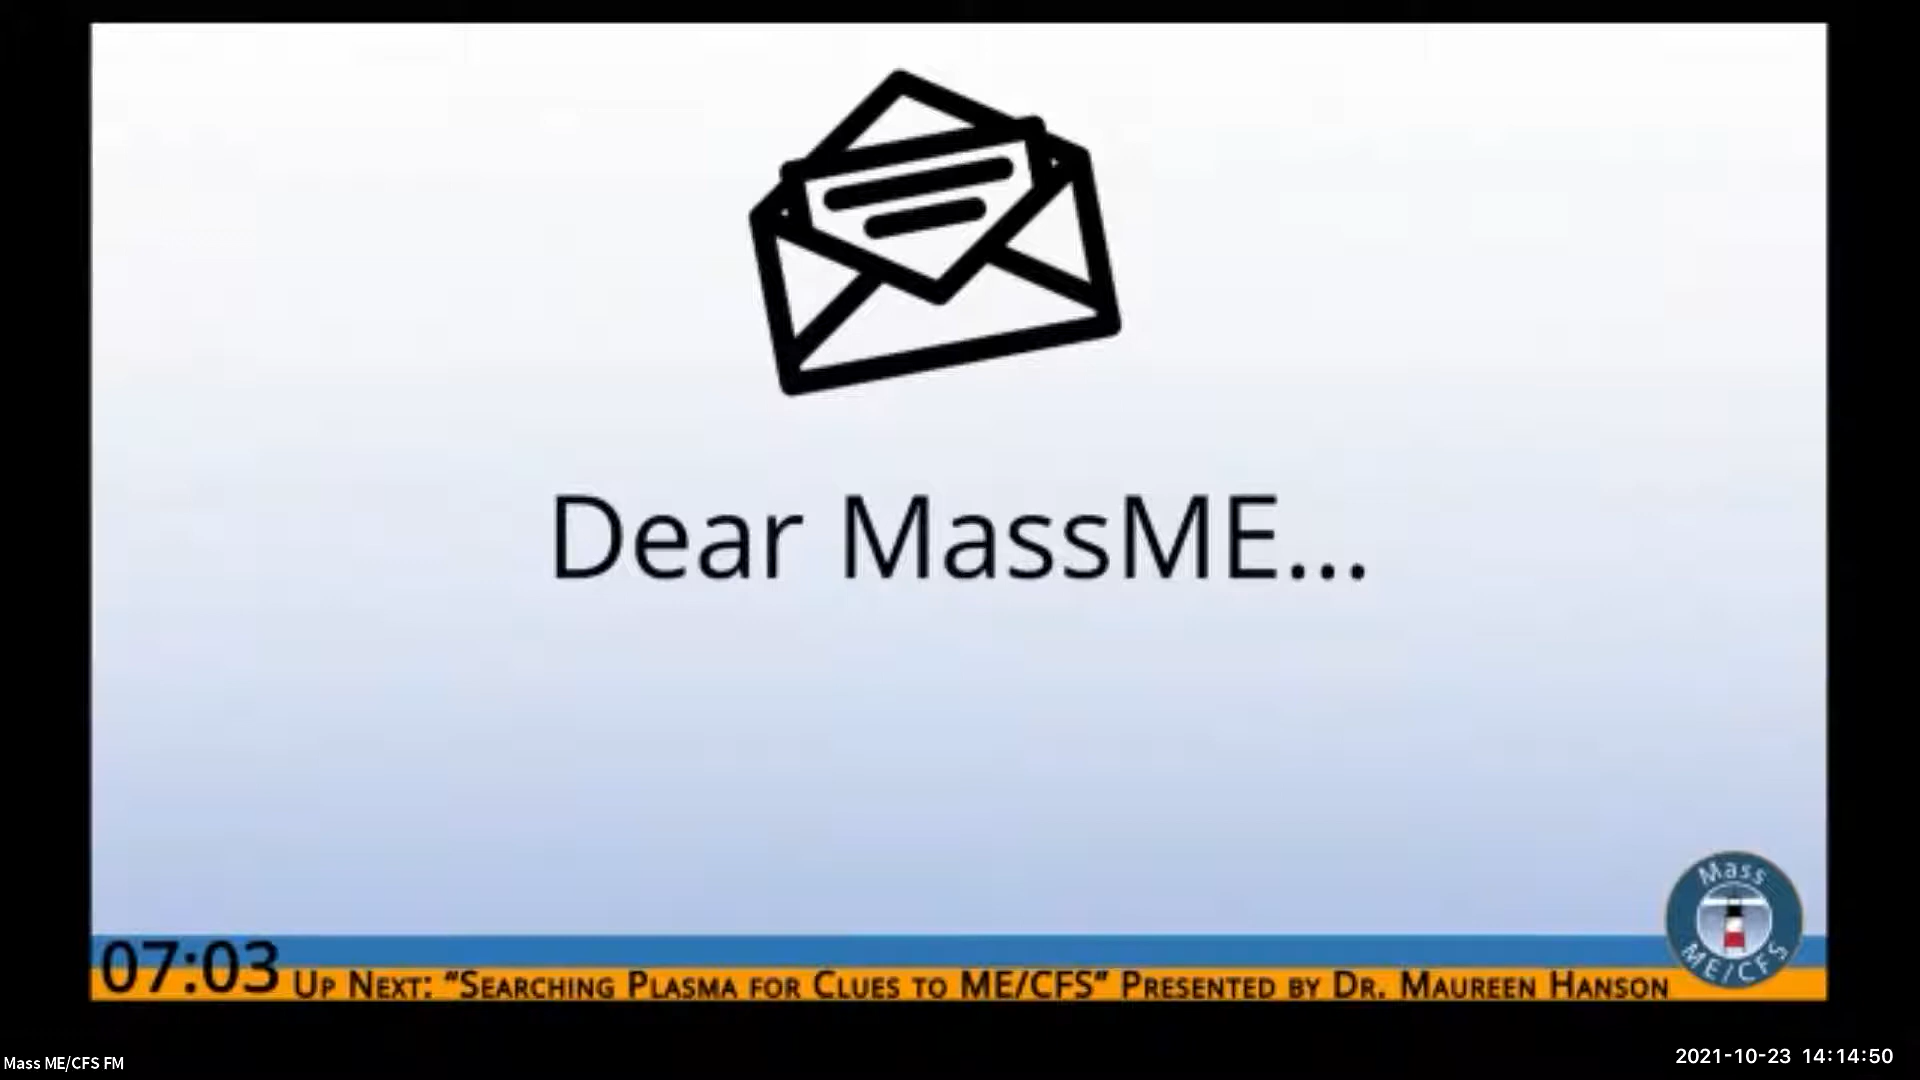 Dear MassME...
Mass
ME/CFS
07:03
Up Next: "Searching Plasma for Clues to ME/CFS" Presented by Dr. Maureen Hanson
Mass ME/CFS FM
2021-10-23 14:14:50